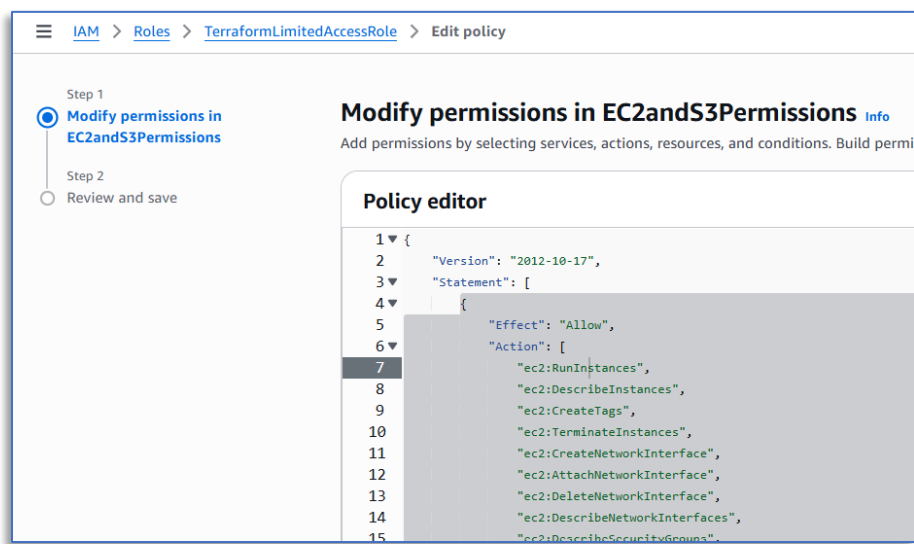 IAM > Roles > TerraformLimitedAccessRole > Edit policy
Step 1
Modify permissions in
EC2andS3Permissions
Step 2
Review and save
Modify permissions in EC2andS3Permissions Info
Add permissions by selecting services, actions, resources, and conditions. Build permi
Policy editor
1 {
2 "Version": "2012-10-17",
3 "Statement": [
4 {
5 "Effect": "Allow",
6 "Action": [
7 "ec2:RunInstances",
8 "ec2:DescribeInstances",
9 "ec2:CreateTags",
10 "ec2:TerminateInstances",
11 "ec2:CreateNetworkInterface",
12 "ec2:AttachNetworkInterface",
13 "ec2:DeleteNetworkInterface",
14 "ec2:DescribeNetworkInterfaces",
15 "ec2:DescribeSecurityGroups",